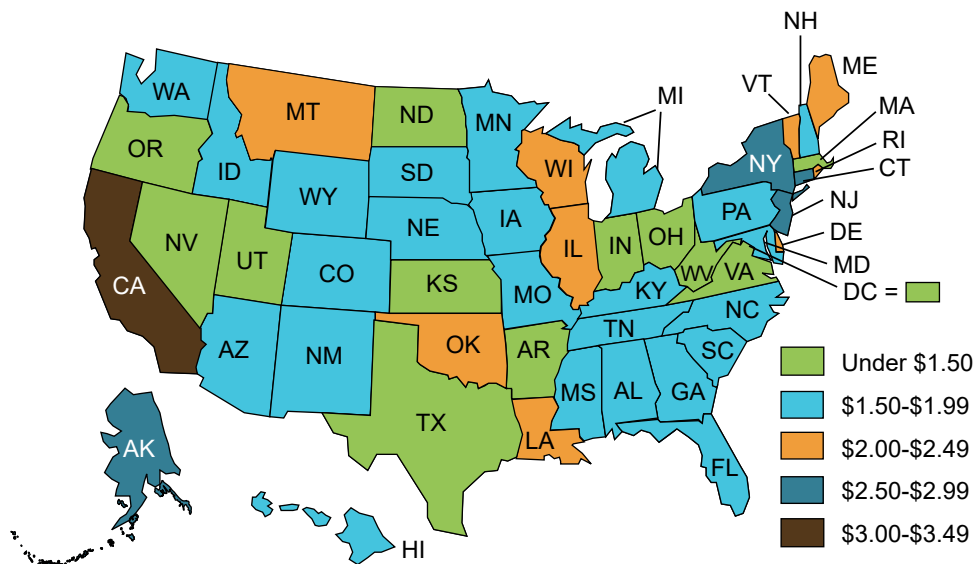 NH
WA
VT
ME
MT
ND
MI
MA
MN
OR
RI
NY
WI
CT
ID
SD
WY
NJ
PA
IA
NE
DE
NV
OH
IL
IN
UT
CO
MD
WV
VA
CA
KS
MO
KY
DC =
NC
TN
AZ
NM
OK
AR
SC
Under $1.50
MS
AL
GA
$1.50-$1.99
TX
AK
LA
$2.00-$2.49
FL
$2.50-$2.99
$3.00-$3.49
HI